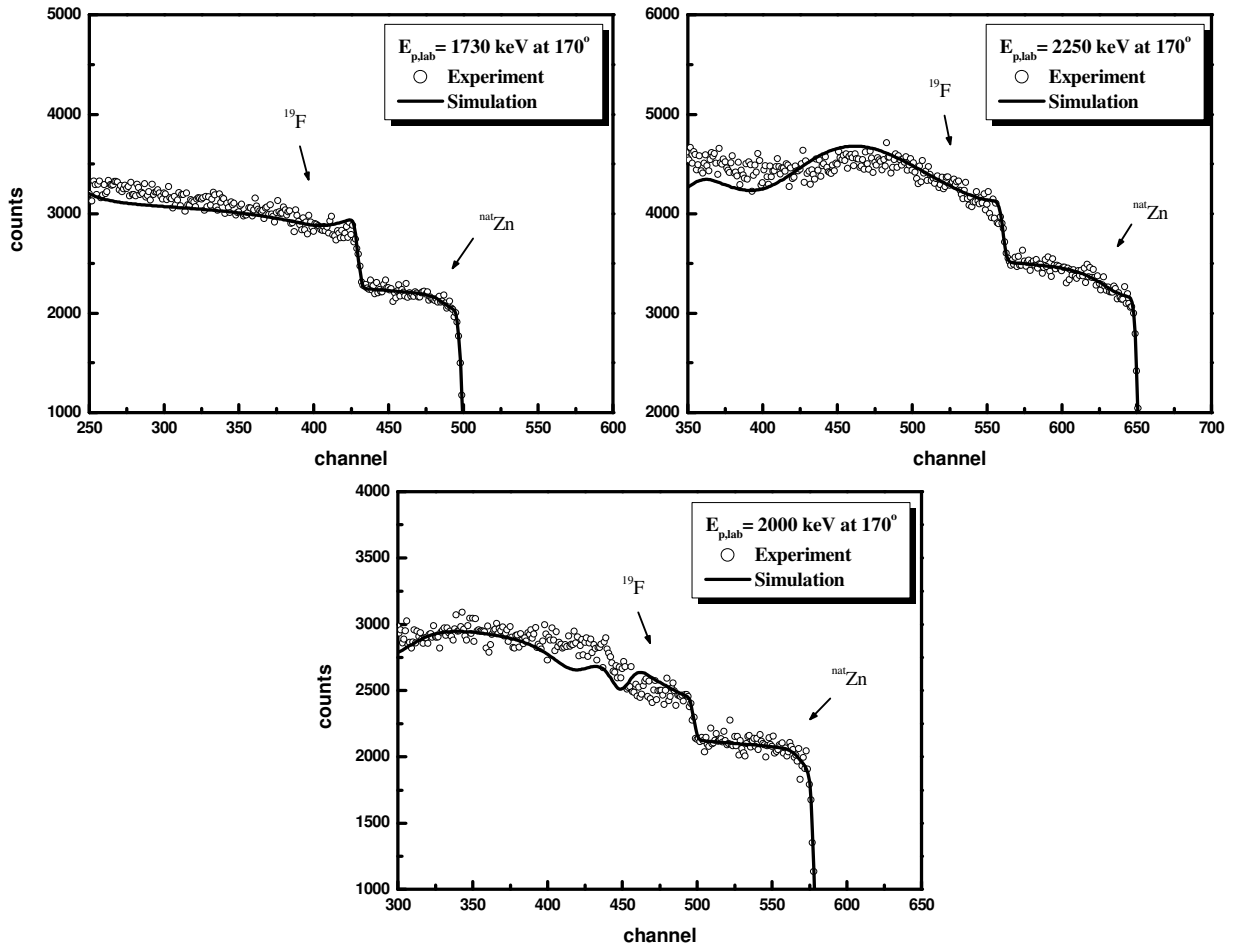 5000
4000
3000
2000
1000
counts
250 300 350 400 450 500 550 600
channel
E_p,lab= 1730 keV at 170°
Experiment
Simulation
¹⁹F
ⁿᵃᵗZn
6000
5000
4000
3000
2000
350 400 450 500 550 600 650 700
channel
E_p,lab= 2250 keV at 170°
Experiment
Simulation
¹⁹F
ⁿᵃᵗZn
4000
3500
3000
2500
2000
1500
1000
counts
300 350 400 450 500 550 600 650
channel
E_p,lab= 2000 keV at 170°
Experiment
Simulation
¹⁹F
ⁿᵃᵗZn